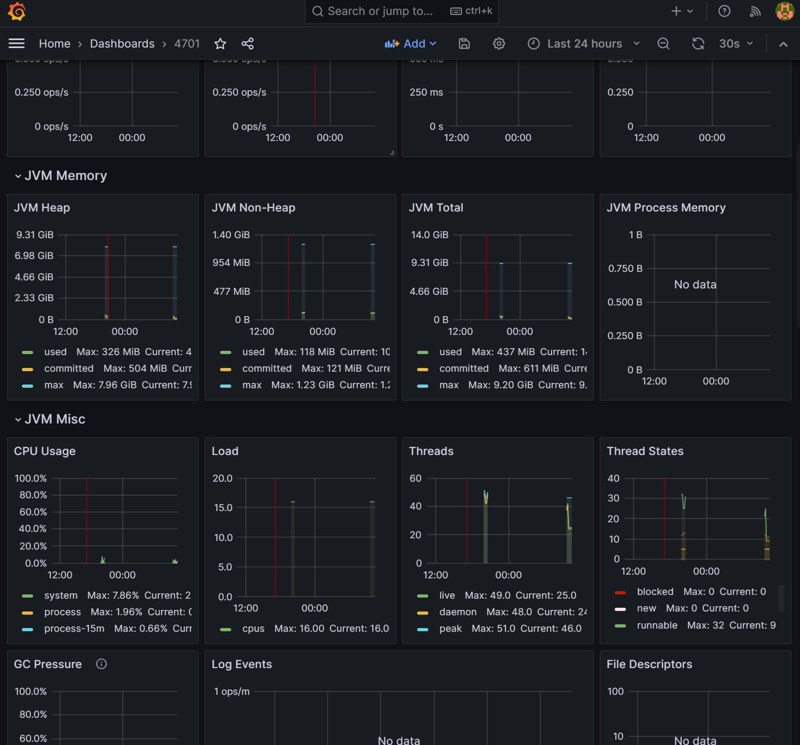 Search or jump to... ctrl+k
Home › Dashboards › 4701 Add Last 24 hours 30s
0.250 ops/s 0.250 ops/s 250 ms 0.250
0 ops/s 0 ops/s 0 s 0
12:00 00:00 12:00 00:00 12:00 00:00 12:00 00:00
JVM Memory
JVM Heap
9.31 GiB
6.98 GiB
4.66 GiB
2.33 GiB
0 B
12:00 00:00
used Max: 326 MiB Current: 4
committed Max: 504 MiB Curr
max Max: 7.96 GiB Current: 7.9
JVM Non-Heap
1.40 GiB
954 MiB
477 MiB
0 B
12:00 00:00
used Max: 118 MiB Current: 10
committed Max: 121 MiB Curre
max Max: 1.23 GiB Current: 1.2
JVM Total
14.0 GiB
9.31 GiB
4.66 GiB
0 B
12:00 00:00
used Max: 437 MiB Current: 1
committed Max: 611 MiB Curr
max Max: 9.20 GiB Current: 9.
JVM Process Memory
1 B
0.750 B
No data
0.500 B
0.250 B
0 B
12:00 00:00
JVM Misc
CPU Usage
100.0%
80.0%
60.0%
40.0%
20.0%
0.0%
12:00 00:00
system Max: 7.86% Current: 2
process Max: 1.96% Current: 0
process-15m Max: 0.66% Curr
Load
20.0
15.0
10.0
5.0
0.0
12:00 00:00
cpus Max: 16.00 Current: 16.0
Threads
60
40
20
0
12:00 00:00
live Max: 49.0 Current: 25.0
daemon Max: 48.0 Current: 24
peak Max: 51.0 Current: 46.0
Thread States
40
30
20
10
0
12:00 00:00
blocked Max: 0 Current: 0
new Max: 0 Current: 0
runnable Max: 32 Current: 9
GC Pressure
100.0%
80.0%
60.0%
Log Events
1 ops/m
No data
File Descriptors
100
10
No data